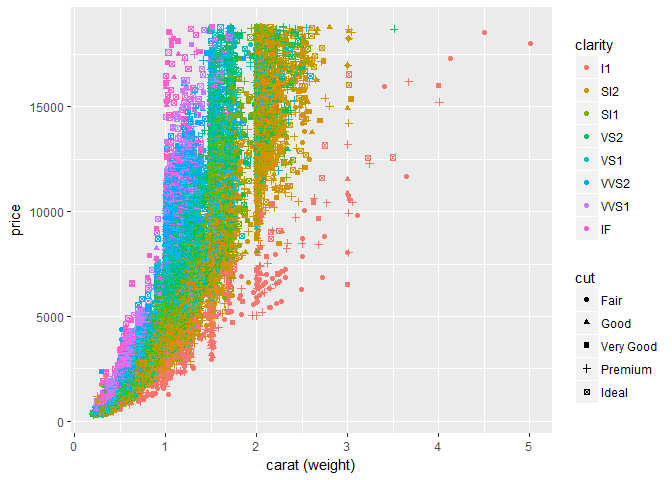 price
15000
10000
5000
0
0
1
2
3
4
5
carat (weight)
clarity
I1
SI2
SI1
VS2
VS1
VVS2
VVS1
IF
cut
Fair
Good
Very Good
Premium
Ideal